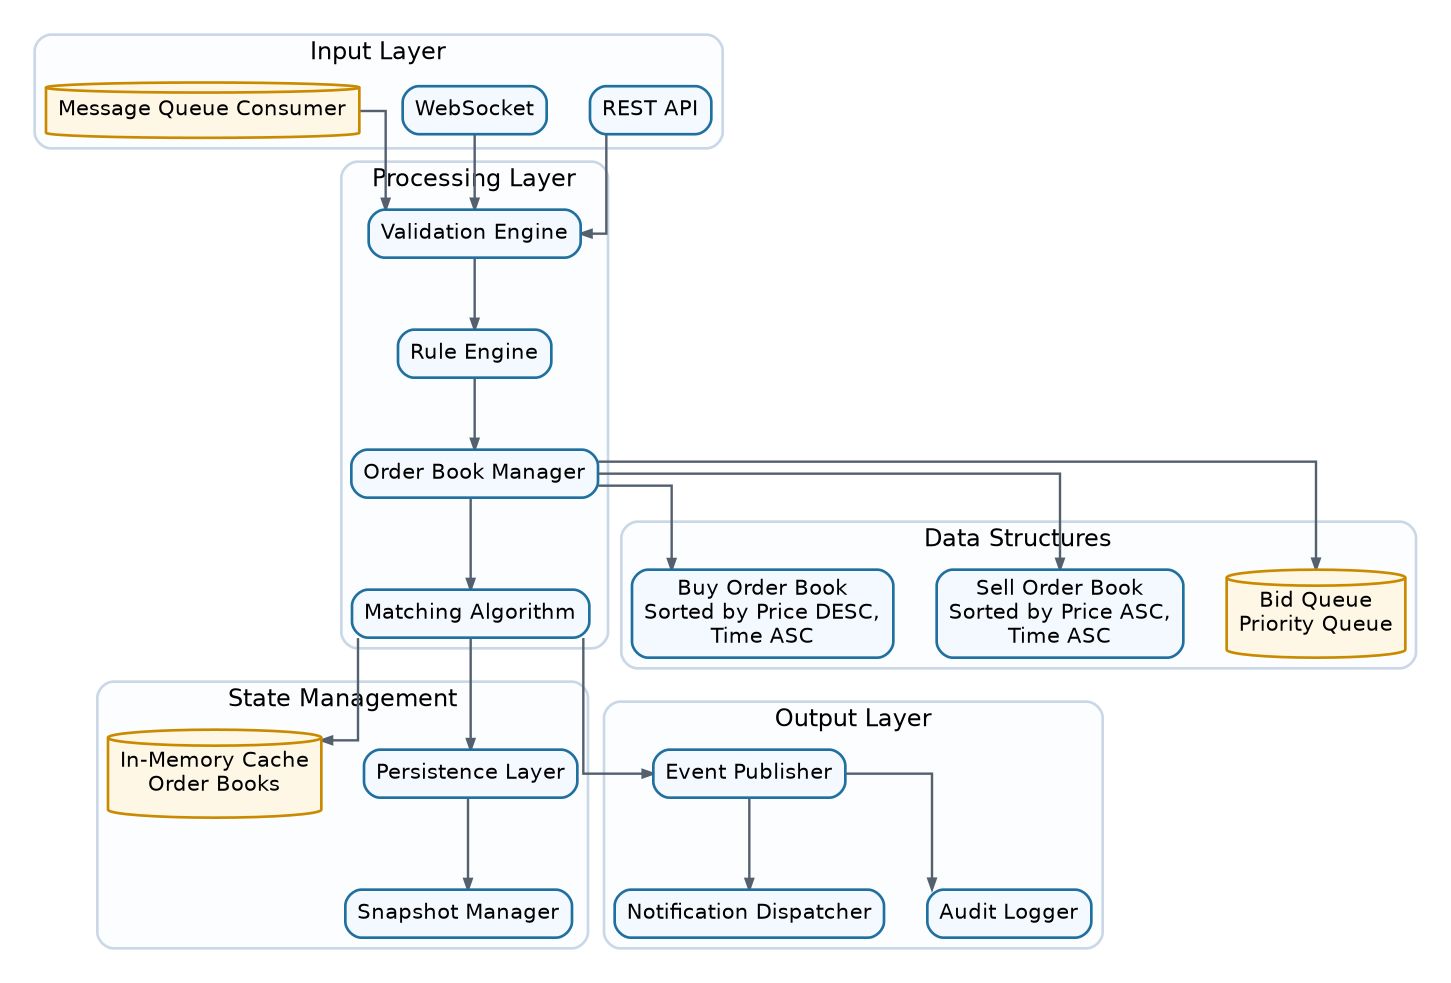 Input Layer
Message Queue Consumer
WebSocket
REST API
Processing Layer
Validation Engine
Rule Engine
Order Book Manager
Data Structures
Buy Order Book
Sorted by Price DESC,
Time ASC
Sell Order Book
Sorted by Price ASC,
Time ASC
Bid Queue
Priority Queue
Matching Algorithm
State Management
In-Memory Cache
Order Books
Persistence Layer
Snapshot Manager
Output Layer
Event Publisher
Notification Dispatcher
Audit Logger